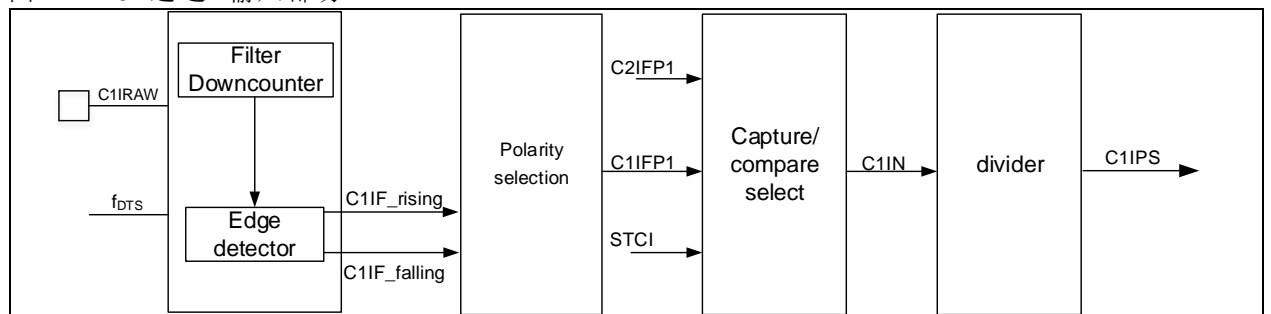 Filter
Downcounter
C1IRAW
fDTS
Edge
detector
C1IF_rising
C1IF_falling
Polarity
selection
C2IFP1
C1IFP1
STCI
Capture/
compare
select
C1IN
divider
C1IPS